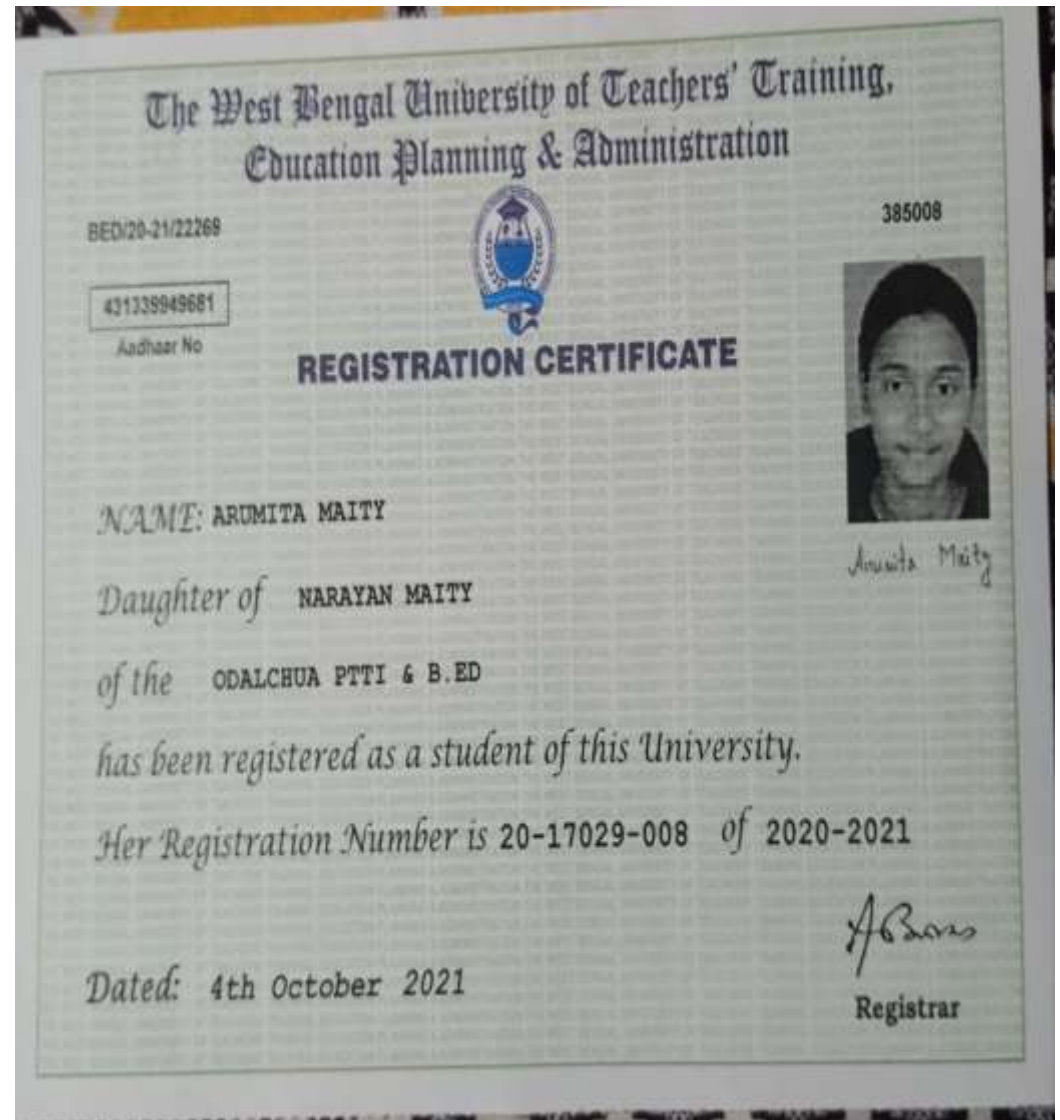 The West Bengal University of Teachers' Training,
Education Planning & Administration
BED/20-21/22269
385008
431339949681
Aadhaar No
REGISTRATION CERTIFICATE
NAME: ARUMITA MAITY
Arumita Maity
Daughter of NARAYAN MAITY
of the ODALCHUA PTTI & B.ED
has been registered as a student of this University.
Her Registration Number is 20-17029-008 of 2020-2021
Dated: 4th October 2021
Registrar